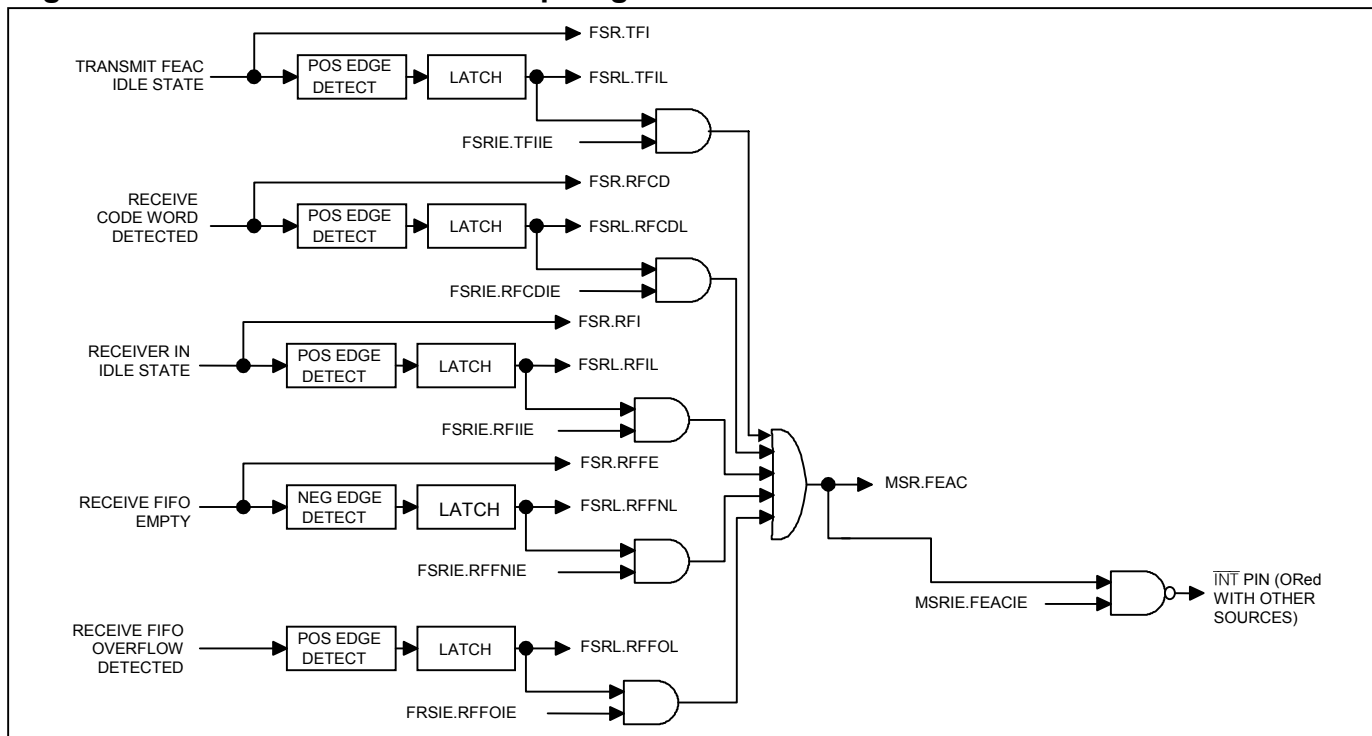 FSR.TFI
TRANSMIT FEAC
IDLE STATE
POS EDGE
DETECT
LATCH
FSRL.TFIL
FSRIE.TFIIE
FSR.RFCD
RECEIVE
CODE WORD
DETECTED
POS EDGE
DETECT
LATCH
FSRL.RFCDL
FSRIE.RFCDIE
FSR.RFI
RECEIVER IN
IDLE STATE
POS EDGE
DETECT
LATCH
FSRL.RFIL
FSRIE.RFIIE
FSR.RFFE
RECEIVE FIFO
EMPTY
NEG EDGE
DETECT
LATCH
FSRL.RFFNL
FSRIE.RFFNIE
MSR.FEAC
MSRIE.FEACIE
INT PIN (ORed
WITH OTHER
SOURCES)
RECEIVE FIFO
OVERFLOW
DETECTED
POS EDGE
DETECT
LATCH
FSRL.RFFOL
FRSIE.RFFOIE